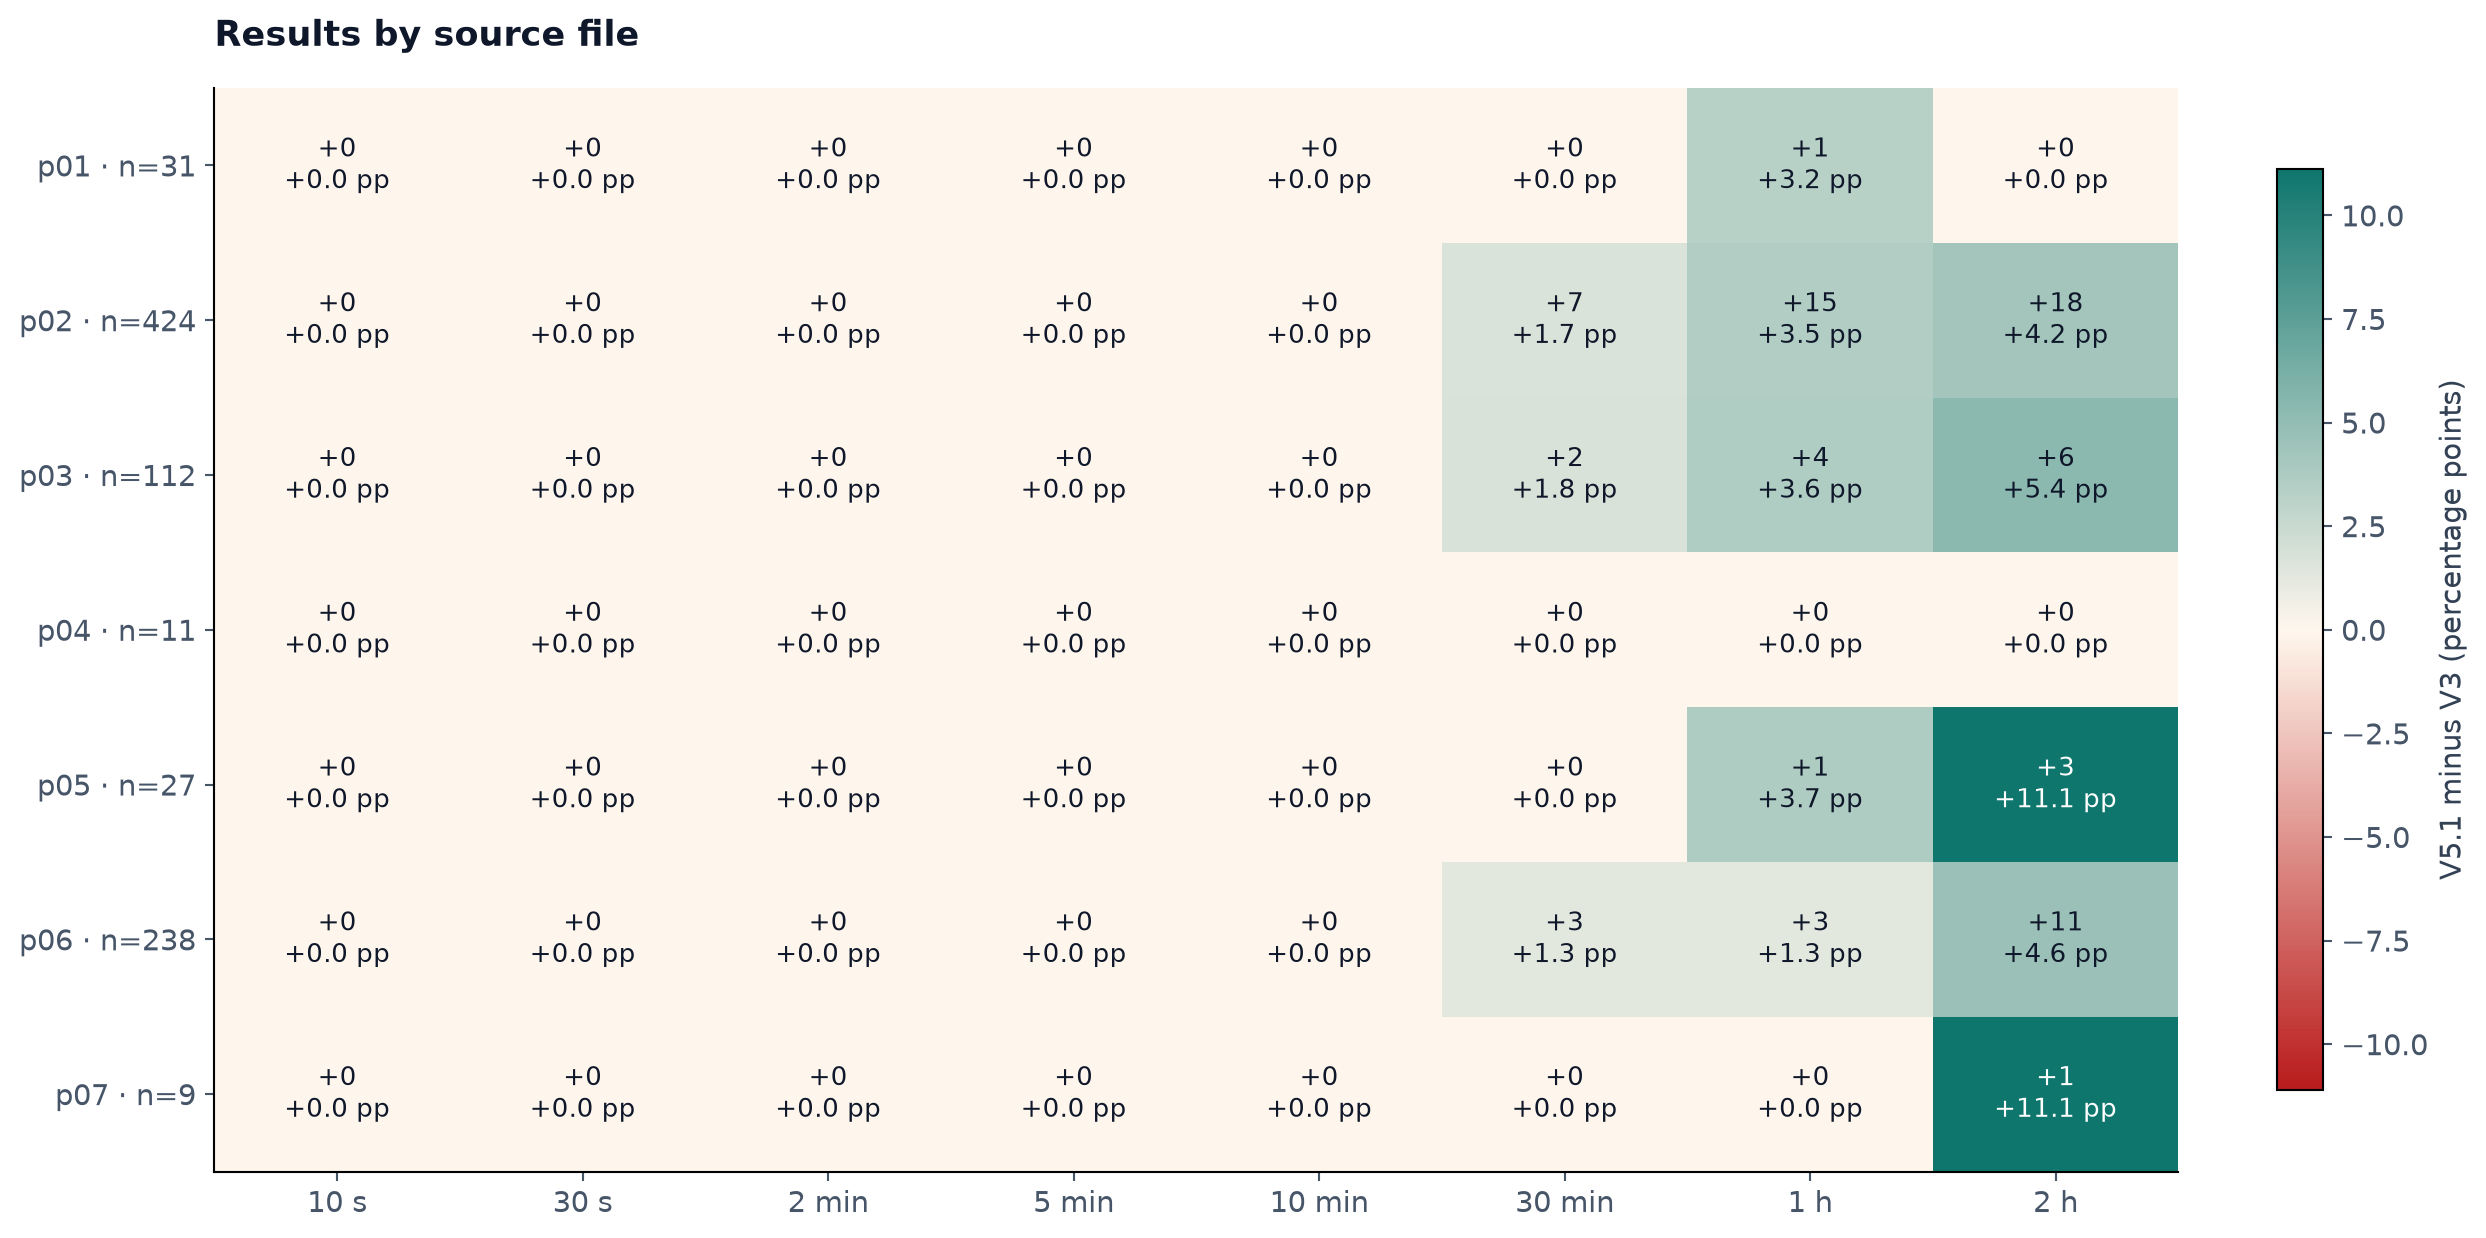 Results by source file
p01 · n=31
+0 +0 +0 +0 +0 +0 +1 +0
+0.0 pp +0.0 pp +0.0 pp +0.0 pp +0.0 pp +0.0 pp +3.2 pp +0.0 pp
p02 · n=424
+0 +0 +0 +0 +0 +7 +15 +18
+0.0 pp +0.0 pp +0.0 pp +0.0 pp +0.0 pp +1.7 pp +3.5 pp +4.2 pp
p03 · n=112
+0 +0 +0 +0 +0 +2 +4 +6
+0.0 pp +0.0 pp +0.0 pp +0.0 pp +0.0 pp +1.8 pp +3.6 pp +5.4 pp
p04 · n=11
+0 +0 +0 +0 +0 +0 +0 +0
+0.0 pp +0.0 pp +0.0 pp +0.0 pp +0.0 pp +0.0 pp +0.0 pp +0.0 pp
p05 · n=27
+0 +0 +0 +0 +0 +0 +1 +3
+0.0 pp +0.0 pp +0.0 pp +0.0 pp +0.0 pp +0.0 pp +3.7 pp +11.1 pp
p06 · n=238
+0 +0 +0 +0 +0 +3 +3 +11
+0.0 pp +0.0 pp +0.0 pp +0.0 pp +0.0 pp +1.3 pp +1.3 pp +4.6 pp
p07 · n=9
+0 +0 +0 +0 +0 +0 +0 +1
+0.0 pp +0.0 pp +0.0 pp +0.0 pp +0.0 pp +0.0 pp +0.0 pp +11.1 pp
10 s 30 s 2 min 5 min 10 min 30 min 1 h 2 h
10.0
7.5
5.0
2.5
0.0
−2.5
−5.0
−7.5
−10.0
V5.1 minus V3 (percentage points)